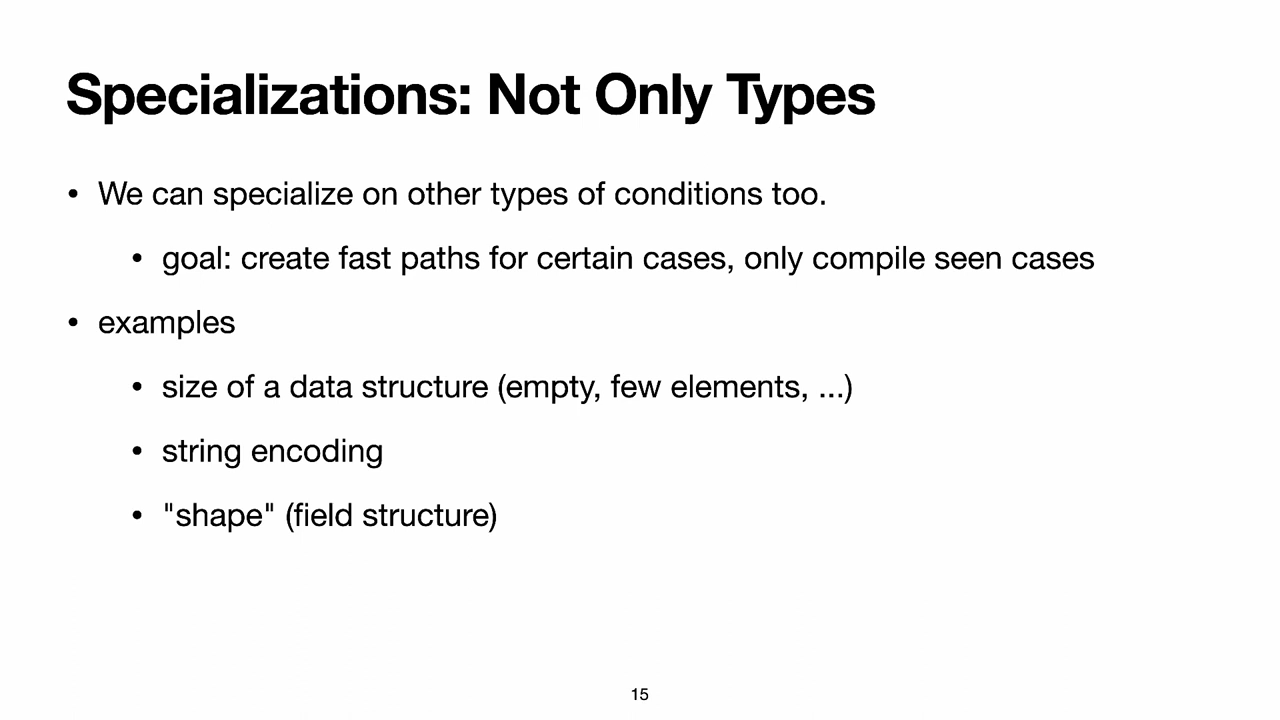 Specializations: Not Only Types
• We can specialize on other types of conditions too.
• goal: create fast paths for certain cases, only compile seen cases
• examples
• size of a data structure (empty, few elements, ...)
• string encoding
• "shape" (field structure)
15